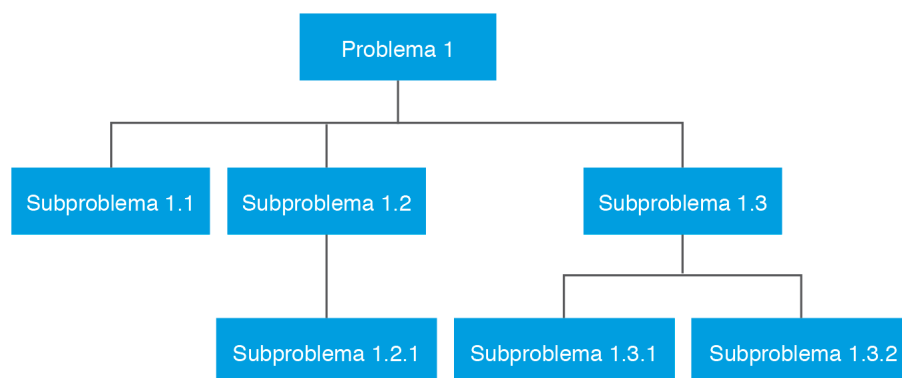 Problema 1
Subproblema 1.1
Subproblema 1.2
Subproblema 1.3
Subproblema 1.2.1
Subproblema 1.3.1
Subproblema 1.3.2